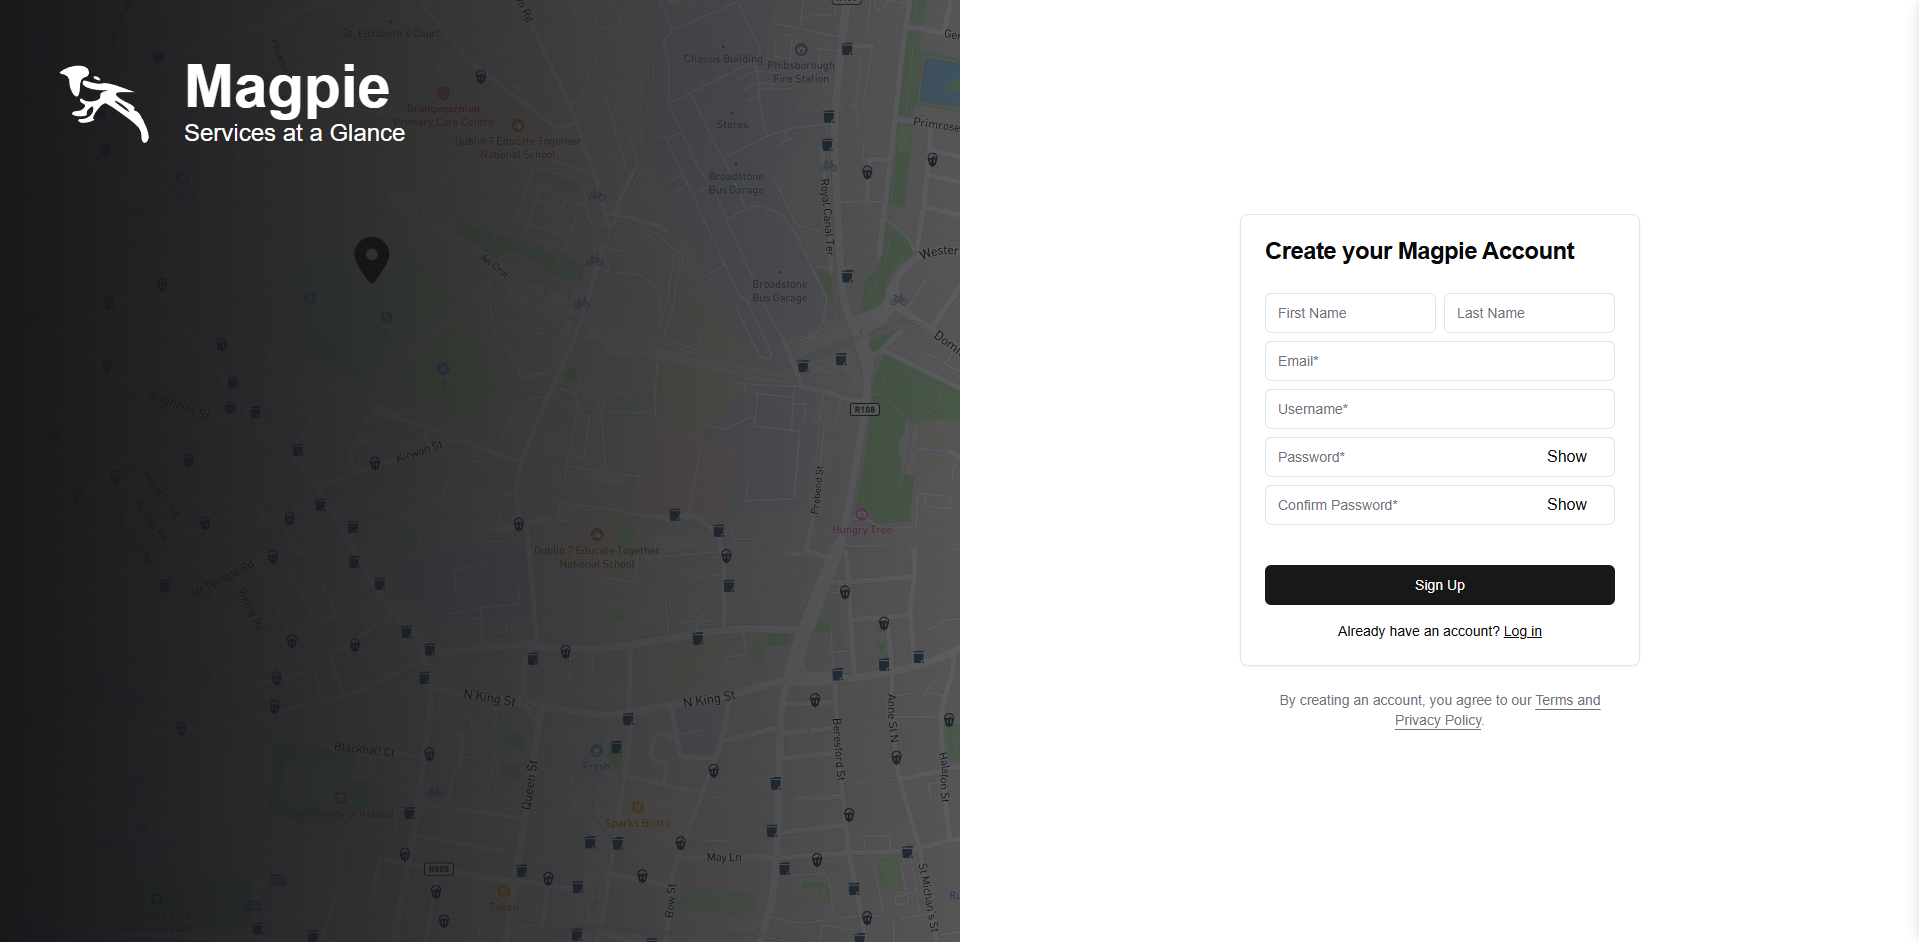 Magpie
Services at a Glance
St. Elizabeth's Court
Grangegorman
Primary Care Centre
Dublin 7 Educate Together
National School
Chassis Building
Phibsborough
Fire Station
Stores
Primrose
Broadstone
Bus Garage
Royal Canal Ter
Wester
An Croí
Broadstone
Bus Garage
1
2
3
Aughrim St
R108
Kirwan St
Prebend St
Hungry Tree
Dublin 7 Educate Together
National School
Mt Temple Rd
Viking Rd
N King St
N King St
Anne St N
Beresford St
Halston St
Blackhall Ct
Fresh
Queen St
Law Society of Ireland
Sparks Bistro
May Ln
R805
Token
Bow St
St Michan's St
Create your Magpie Account
First Name
Last Name
Email*
Username*
Password*
Show
Confirm Password*
Show
Sign Up
Already have an account? Log in
By creating an account, you agree to our Terms and
Privacy Policy.